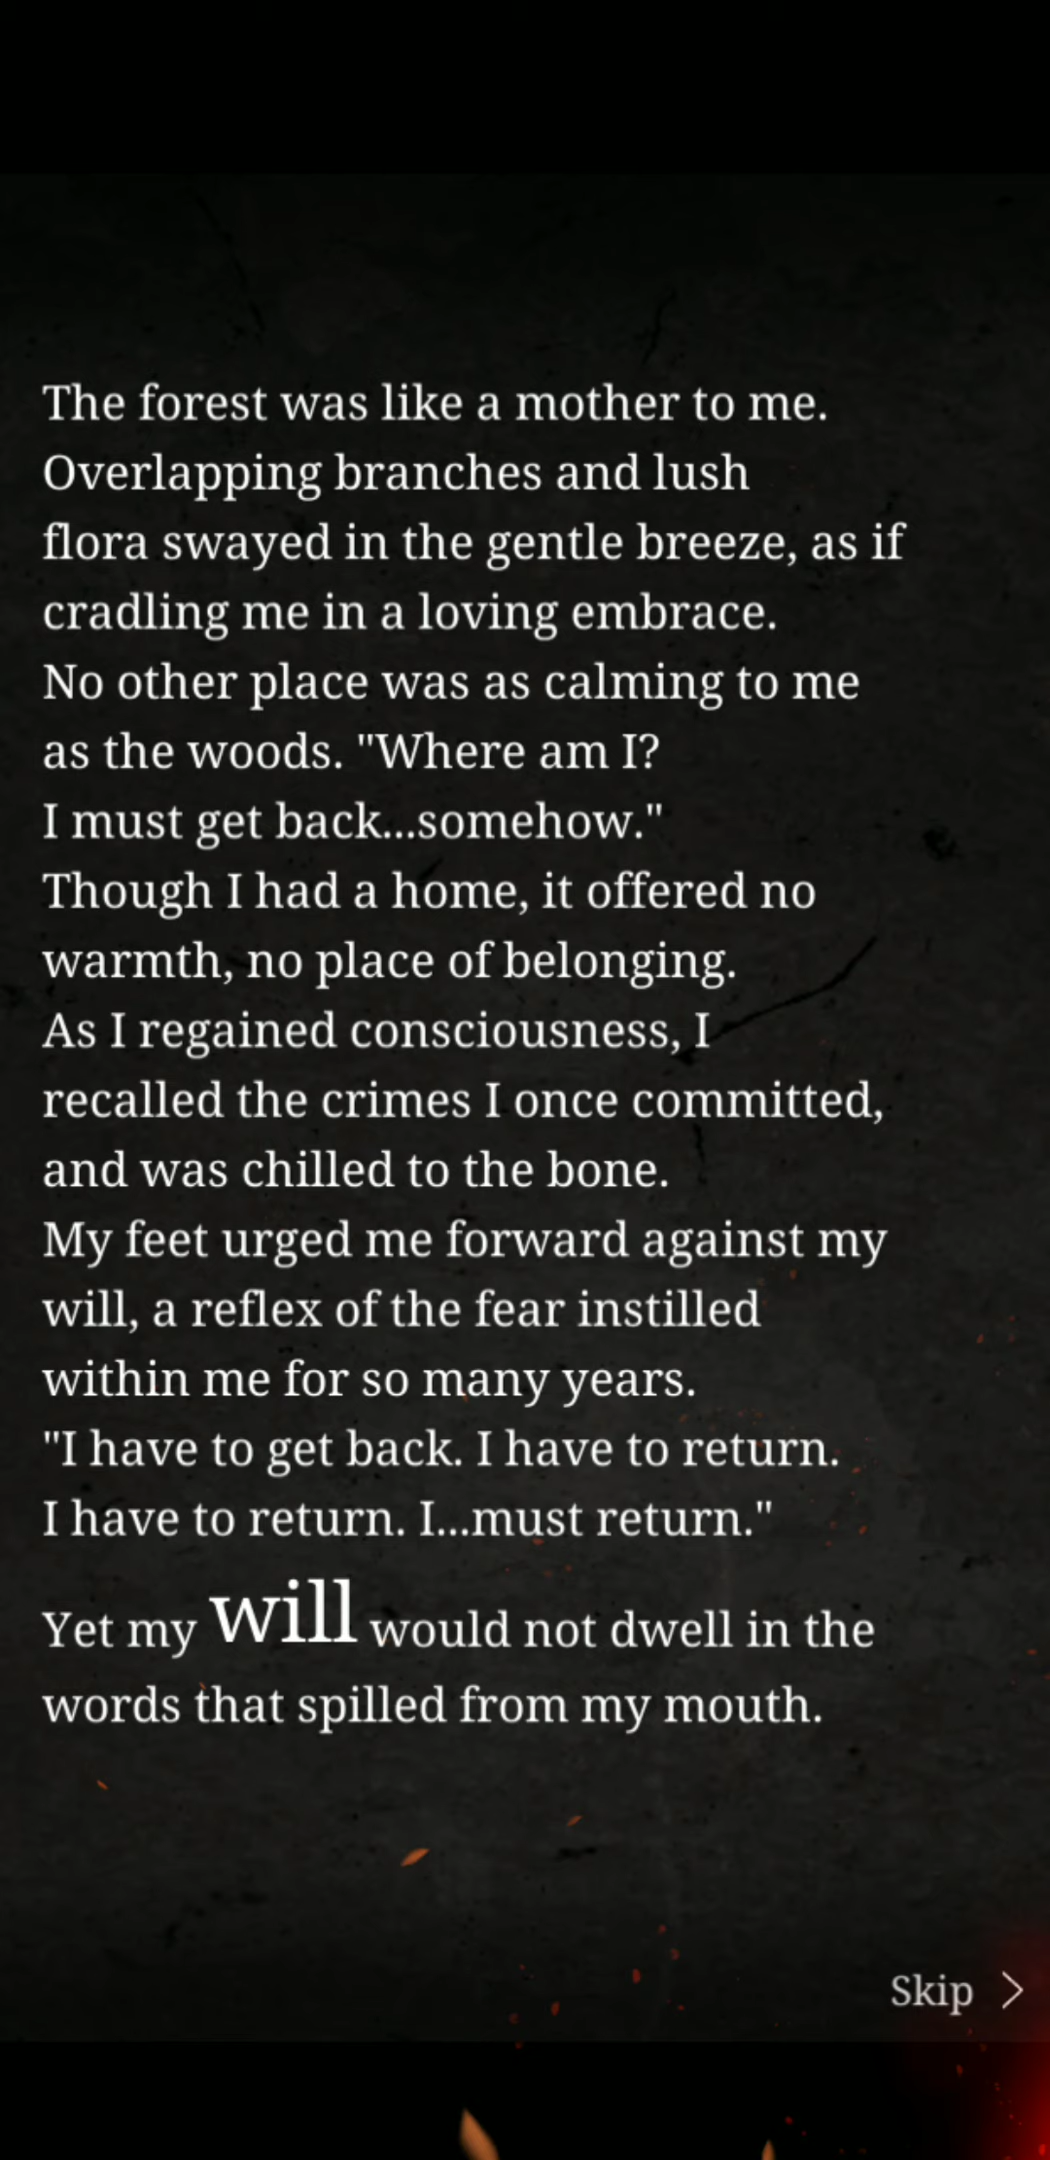 The forest was like a mother to me.
Overlapping branches and lush
flora swayed in the gentle breeze, as if
cradling me in a loving embrace.
No other place was as calming to me
as the woods. "Where am I?
I must get back...somehow."
Though I had a home, it offered no
warmth, no place of belonging.
As I regained consciousness, I
recalled the crimes I once committed,
and was chilled to the bone.
My feet urged me forward against my
will, a reflex of the fear instilled
within me for so many years.
"I have to get back. I have to return.
I have to return. I...must return."
Yet my will would not dwell in the
words that spilled from my mouth.
Skip >